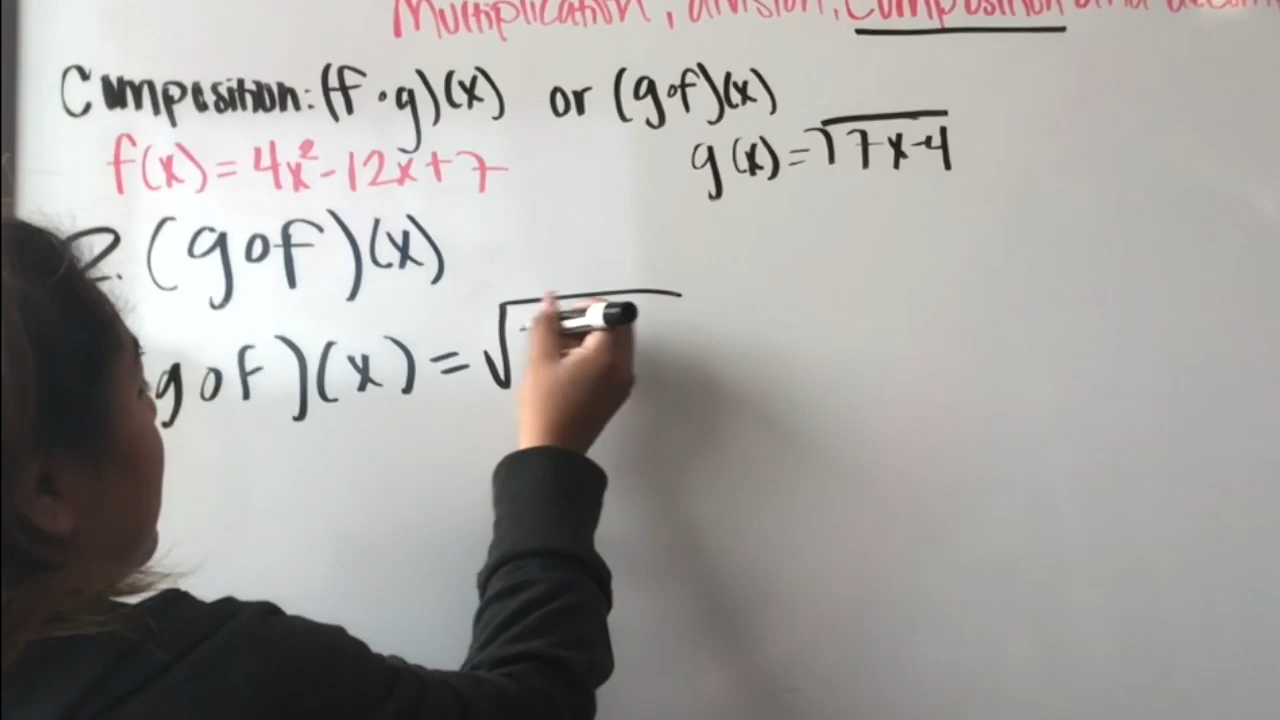 Multiplication, division, composition and decom
Composition: (f · g)(x) or (g∘f)(x)
f(x) = 4x² - 12x + 7
g(x) = √7x-4
2. (g∘f)(x)
g∘f)(x) = √